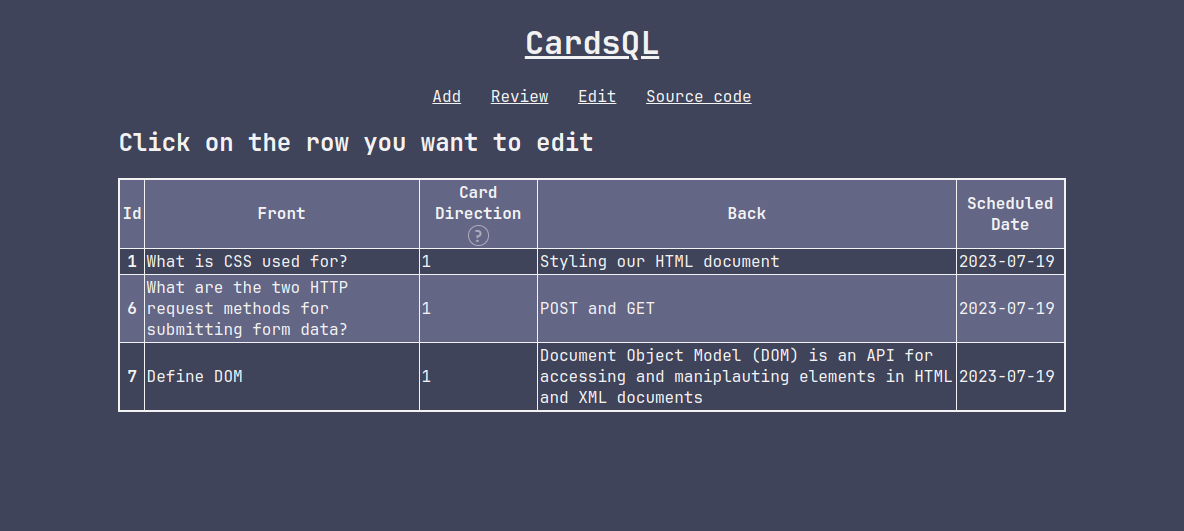 CardsQL
Add Review Edit Source code
Click on the row you want to edit
Id Front Card Direction ? Back Scheduled Date
1 What is CSS used for? 1 Styling our HTML document 2023-07-19
6 What are the two HTTP request methods for submitting form data? 1 POST and GET 2023-07-19
7 Define DOM 1 Document Object Model (DOM) is an API for accessing and maniplauting elements in HTML and XML documents 2023-07-19